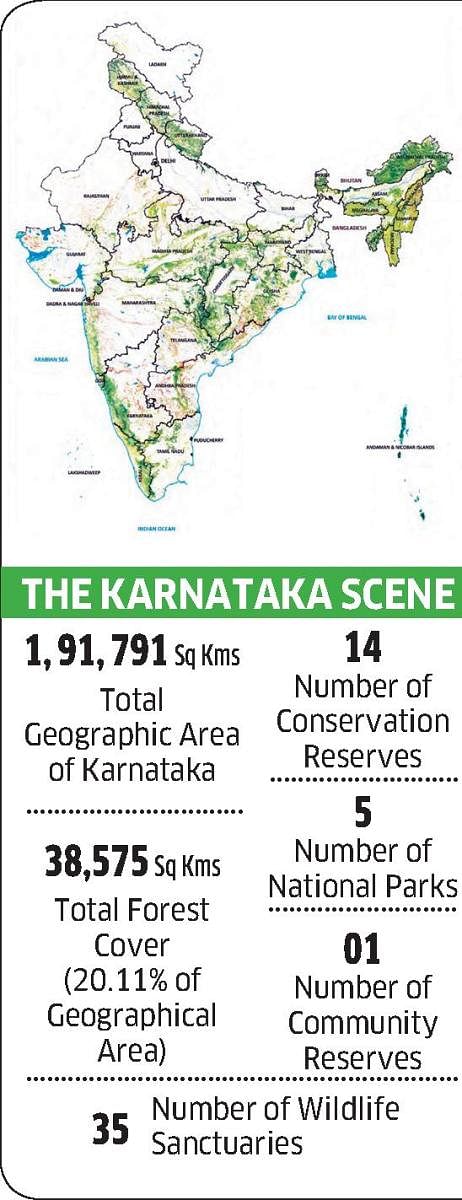 LADAKH
JAMMU &
KASHMIR
HIMACHAL
PRADESH
PUNJAB
UTTARAKHAND
HARYANA
DELHI
ARUNACHAL PRADESH
SIKKIM
BHUTAN
RAJASTHAN
UTTAR PRADESH
ASSAM
BIHAR
MEGHALAYA
MANIPUR
BANGLADESH
JHARKHAND
GUJARAT
MADHYA PRADESH
WEST BENGAL
CHHATTISGARH
DAMAN & DIU
ODISHA
DADRA & NAGAR HAVELI
MAHARASHTRA
BAY OF BENGAL
TELANGANA
ARABIAN SEA
GOA
ANDHRA PRADESH
KARNATAKA
PUDUCHERRY
TAMIL NADU
ANDAMAN & NICOBAR ISLANDS
LAKSHADWEEP
INDIAN OCEAN
THE KARNATAKA SCENE
1,91,791 Sq Kms
Total
Geographic Area
of Karnataka
38,575 Sq Kms
Total Forest
Cover
(20.11% of
Geographical
Area)
14
Number of
Conservation
Reserves
5
Number of
National Parks
01
Number of
Community
Reserves
35 Number of Wildlife
Sanctuaries